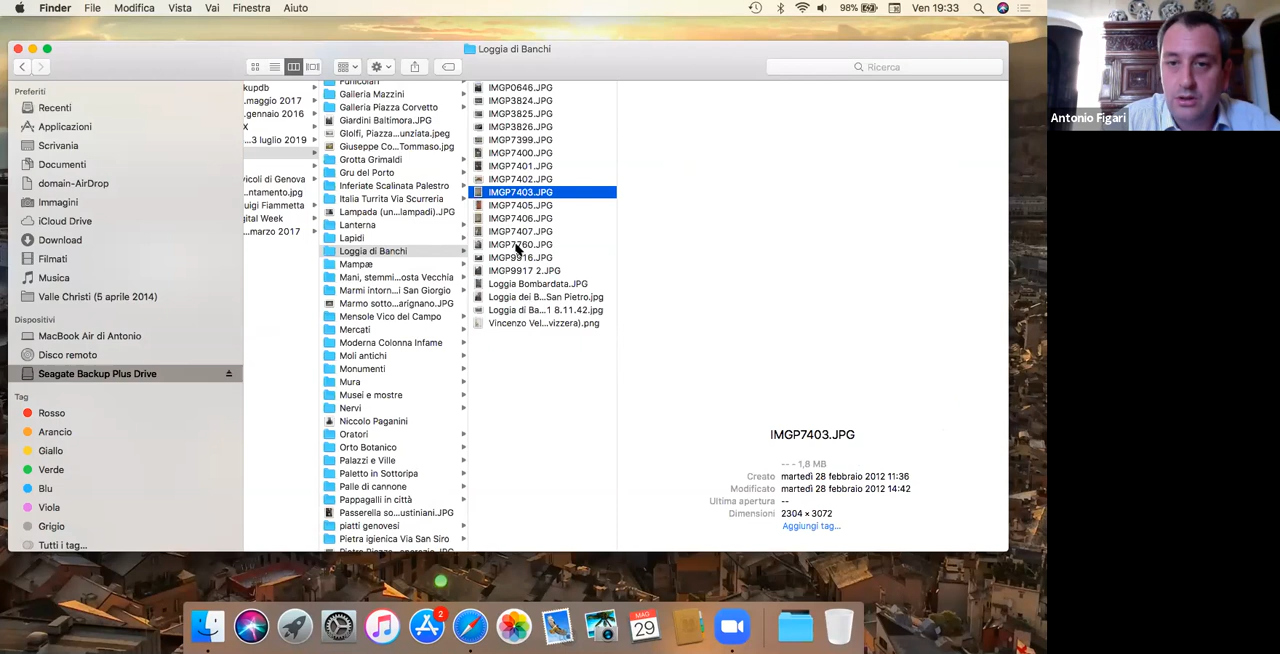 Finder File Modifica Vista Vai Finestra Aiuto 98% Ven 19:33
Loggia di Banchi
Ricerca
Preferiti
Recenti
Applicazioni
Scrivania
Documenti
domain-AirDrop
Immagini
iCloud Drive
Download
Filmati
Musica
Valle Christi (5 aprile 2014)
Dispositivi
MacBook Air di Antonio
Disco remoto
Seagate Backup Plus Drive
Tag
Rosso
Arancio
Giallo
Verde
Blu
Viola
Grigio
Tutti i tag...
kupdb
.maggio 2017
.gennaio 2016
X
...3 luglio 2019
vicoli di Genova
...ntamento.jpg
uigi Fiammetta
gital Week
.marzo 2017
Funicolari
Galleria Mazzini
Galleria Piazza Corvetto
Giardini Baltimora.JPG
GIolfi, Piazza...unziata.jpeg
Giuseppe Co...Tommaso.jpg
Grotta Grimaldi
Gru del Porto
Inferiate Scalinata Palestro
Italia Turrita Via Scurreria
Lampada (un...lampadi).JPG
Lanterna
Lapidi
Loggia di Banchi
Mampæ
Mani, stemmi...osta Vecchia
Marmi intorn...i San Giorgio
Marmo sotto...arignano.JPG
Mensole Vico del Campo
Mercati
Moderna Colonna Infame
Moli antichi
Monumenti
Mura
Musei e mostre
Nervi
Niccolo Paganini
Oratori
Orto Botanico
Palazzi e Ville
Paletto in Sottoripa
Palle di cannone
Pappagalli in città
Passerella so...ustiniani.JPG
piatti genovesi
Pietra igienica Via San Siro
IMGP0646.JPG
IMGP3824.JPG
IMGP3825.JPG
IMGP3826.JPG
IMGP7399.JPG
IMGP7400.JPG
IMGP7401.JPG
IMGP7402.JPG
IMGP7403.JPG
IMGP7405.JPG
IMGP7406.JPG
IMGP7407.JPG
IMGP7760.JPG
IMGP9916.JPG
IMGP9917 2.JPG
Loggia Bombardata.JPG
Loggia dei B...San Pietro.jpg
Loggia di Ba...1 8.11.42.jpg
Vincenzo Vel...vizzera).png
IMGP7403.JPG
-- - 1,8 MB
Creato martedì 28 febbraio 2012 11:36
Modificato martedì 28 febbraio 2012 14:42
Ultima apertura --
Dimensioni 2304 × 3072
Aggiungi tag...
Antonio Figari
2
MAG
29